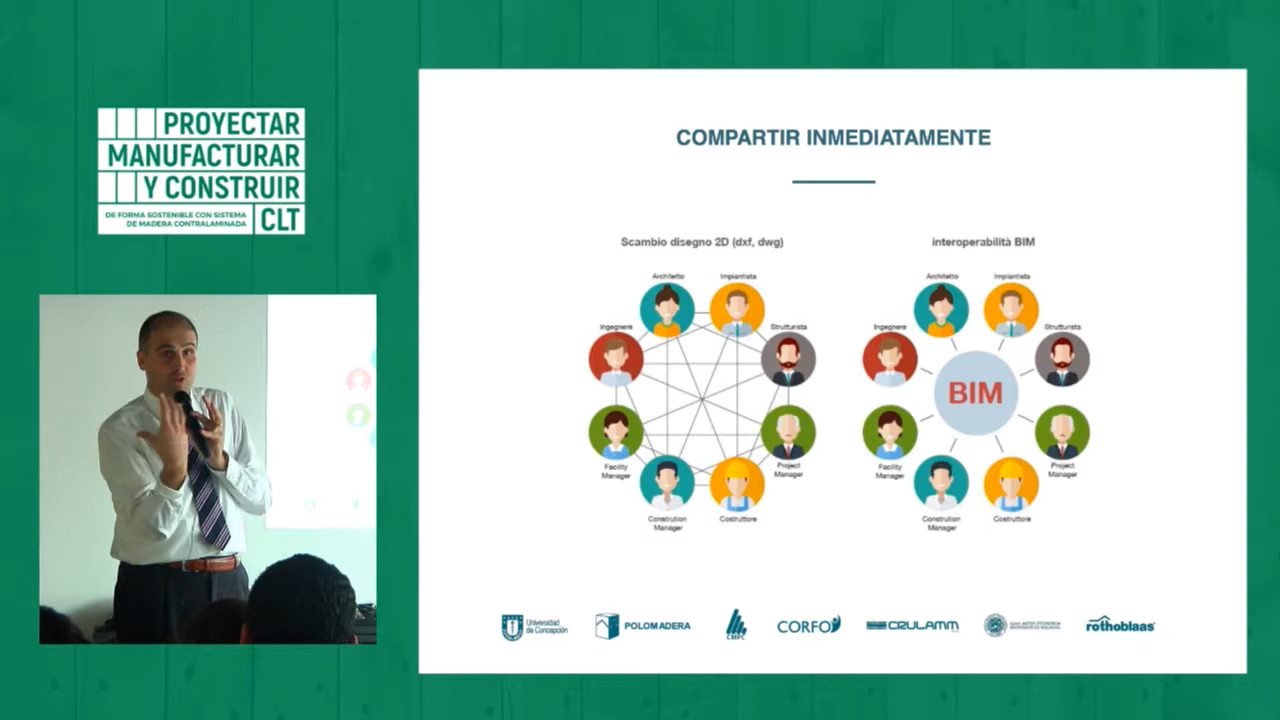 PROYECTAR
MANUFACTURAR
Y CONSTRUIR
DE FORMA SOSTENIBLE CON SISTEMA
DE MADERA CONTRALAMINADA
CLT
COMPARTIR INMEDIATAMENTE
Scambio disegno 2D (dxf, dwg)
Architetto
Impiantista
Ingegnere
Strutturista
Facility
Manager
Project
Manager
Constrution
Manager
Costruttore
interoperabilità BIM
Architetto
Impiantista
Ingegnere
Strutturista
BIM
Facility
Manager
Project
Manager
Constrution
Manager
Costruttore
Universidad
de Concepción
POLOMADERA
CMPC
CORFO
CRULAMM
rothoblaas